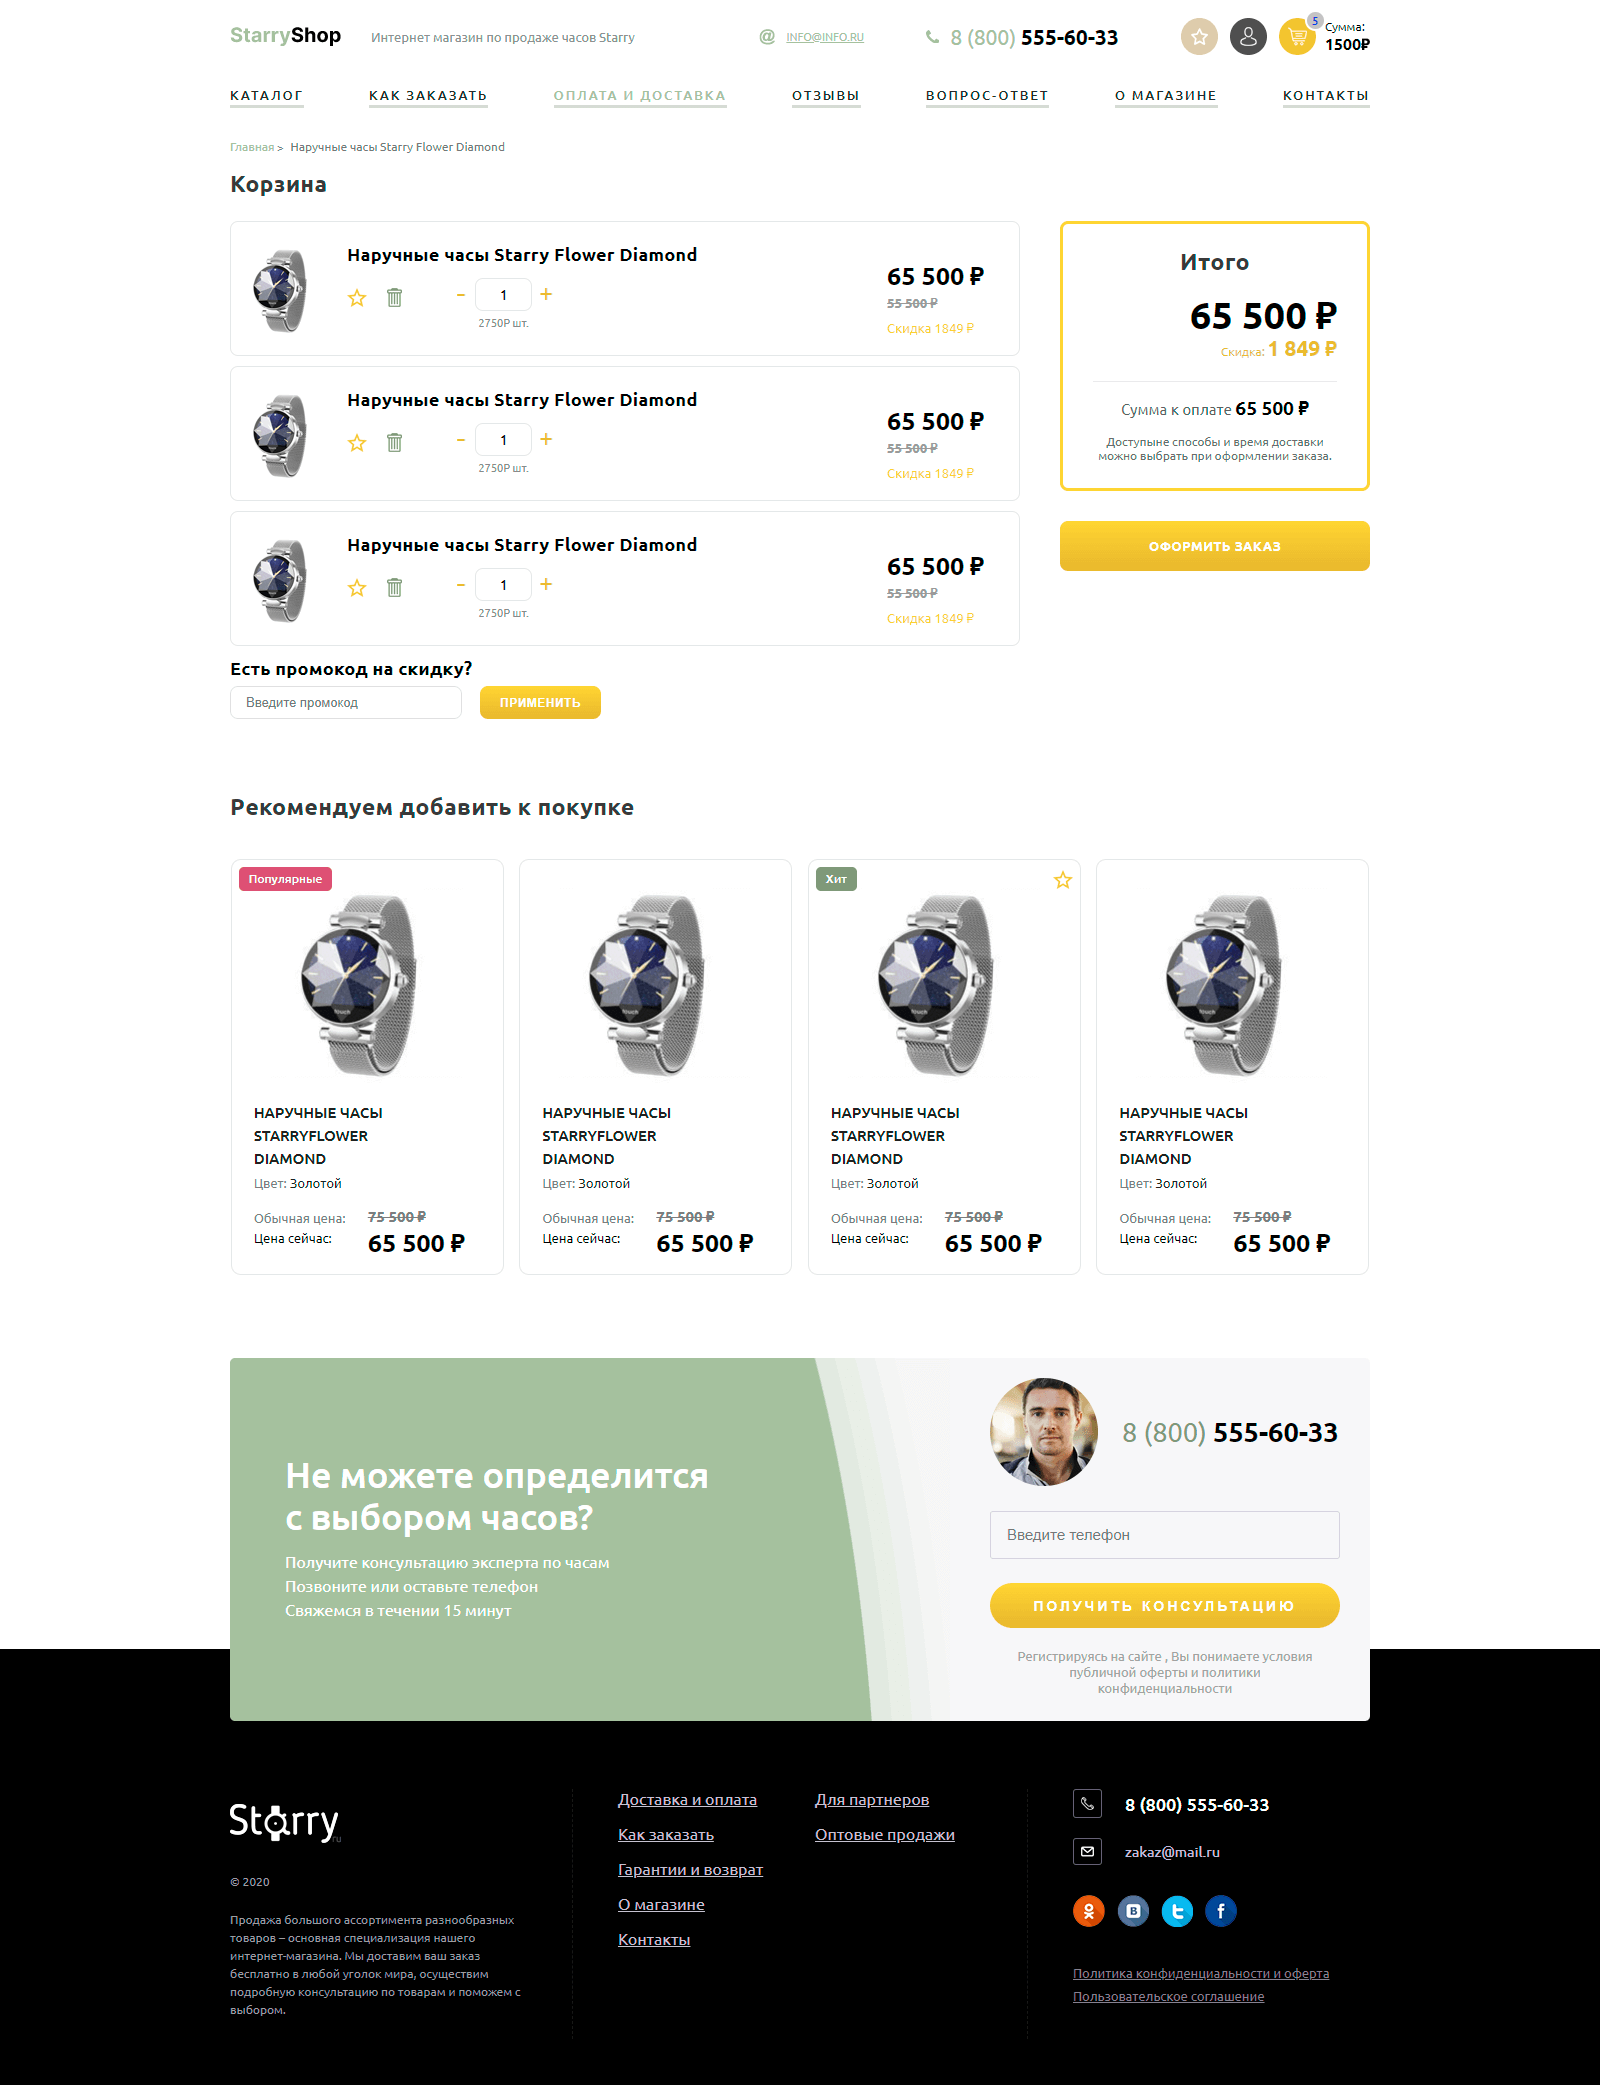 StarryShop
Интернет магазин по продаже часов Starry
INFO@INFO.RU
8 (800) 555-60-33
5
Сумма:
1500₽
КАТАЛОГ
КАК ЗАКАЗАТЬ
ОПЛАТА И ДОСТАВКА
ОТЗЫВЫ
ВОПРОС-ОТВЕТ
О МАГАЗИНЕ
КОНТАКТЫ
Главная > Наручные часы Starry Flower Diamond
Корзина
Наручные часы Starry Flower Diamond
- 1 +
2750Р шт.
65 500 ₽
55 500 ₽
Скидка 1849 ₽
Наручные часы Starry Flower Diamond
- 1 +
2750Р шт.
65 500 ₽
55 500 ₽
Скидка 1849 ₽
Наручные часы Starry Flower Diamond
- 1 +
2750Р шт.
65 500 ₽
55 500 ₽
Скидка 1849 ₽
Итого
65 500 ₽
Скидка: 1 849 ₽
Сумма к оплате 65 500 ₽
Доступыне способы и время доставки
можно выбрать при оформлении заказа.
ОФОРМИТЬ ЗАКАЗ
Есть промокод на скидку?
Введите промокод
ПРИМЕНИТЬ
Рекомендуем добавить к покупке
Популярные
НАРУЧНЫЕ ЧАСЫ
STARRYFLOWER
DIAMOND
Цвет: Золотой
Обычная цена: 75 500 ₽
Цена сейчас: 65 500 ₽
НАРУЧНЫЕ ЧАСЫ
STARRYFLOWER
DIAMOND
Цвет: Золотой
Обычная цена: 75 500 ₽
Цена сейчас: 65 500 ₽
Хит
НАРУЧНЫЕ ЧАСЫ
STARRYFLOWER
DIAMOND
Цвет: Золотой
Обычная цена: 75 500 ₽
Цена сейчас: 65 500 ₽
НАРУЧНЫЕ ЧАСЫ
STARRYFLOWER
DIAMOND
Цвет: Золотой
Обычная цена: 75 500 ₽
Цена сейчас: 65 500 ₽
Не можете определится
с выбором часов?
Получите консультацию эксперта по часам
Позвоните или оставьте телефон
Свяжемся в течении 15 минут
8 (800) 555-60-33
Введите телефон
ПОЛУЧИТЬ КОНСУЛЬТАЦИЮ
Регистрируясь на сайте , Вы понимаете условия
публичной оферты и политики
конфиденциальности
Starry.ru
© 2020
Продажа большого ассортимента разнообразных
товаров – основная специализация нашего
интернет-магазина. Мы доставим ваш заказ
бесплатно в любой уголок мира, осуществим
подробную консультацию по товарам и поможем с
выбором.
Доставка и оплата
Как заказать
Гарантии и возврат
О магазине
Контакты
Для партнеров
Оптовые продажи
8 (800) 555-60-33
zakaz@mail.ru
Политика конфиденциальности и оферта
Пользовательское соглашение